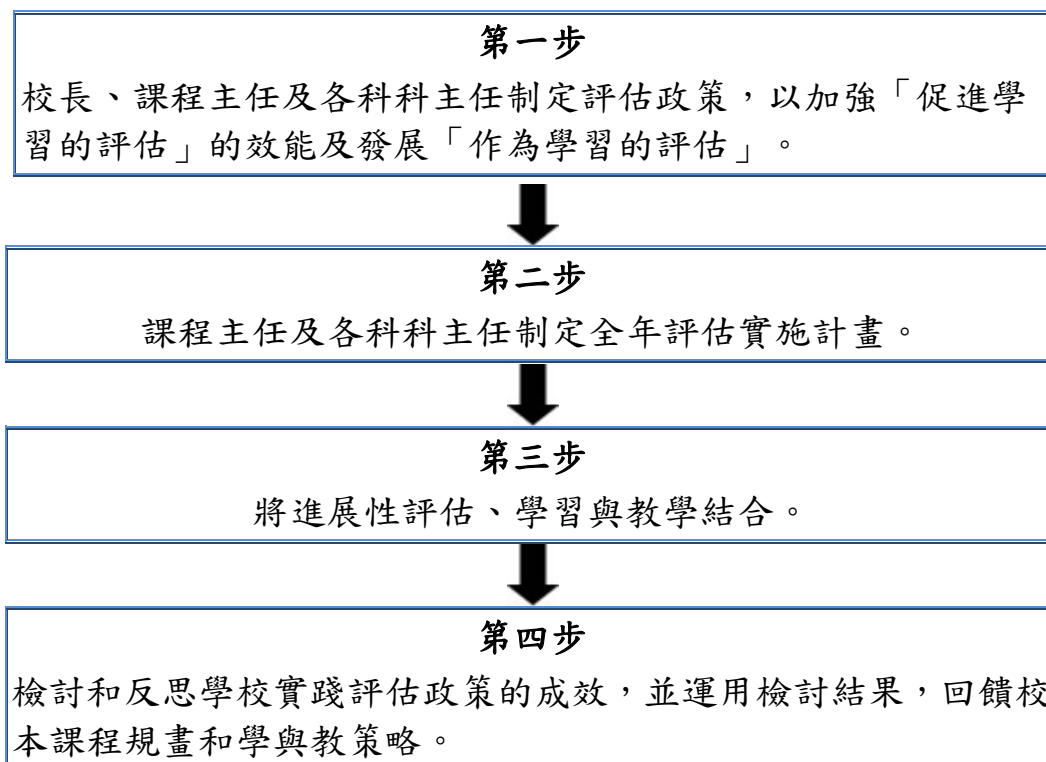 第一步
校長、課程主任及各科科主任制定評估政策，以加強「促進學
習的評估」的效能及發展「作為學習的評估」。
第二步
課程主任及各科科主任制定全年評估實施計畫。
第三步
將進展性評估、學習與教學結合。
第四步
檢討和反思學校實踐評估政策的成效，並運用檢討結果，回饋校
本課程規畫和學與教策略。